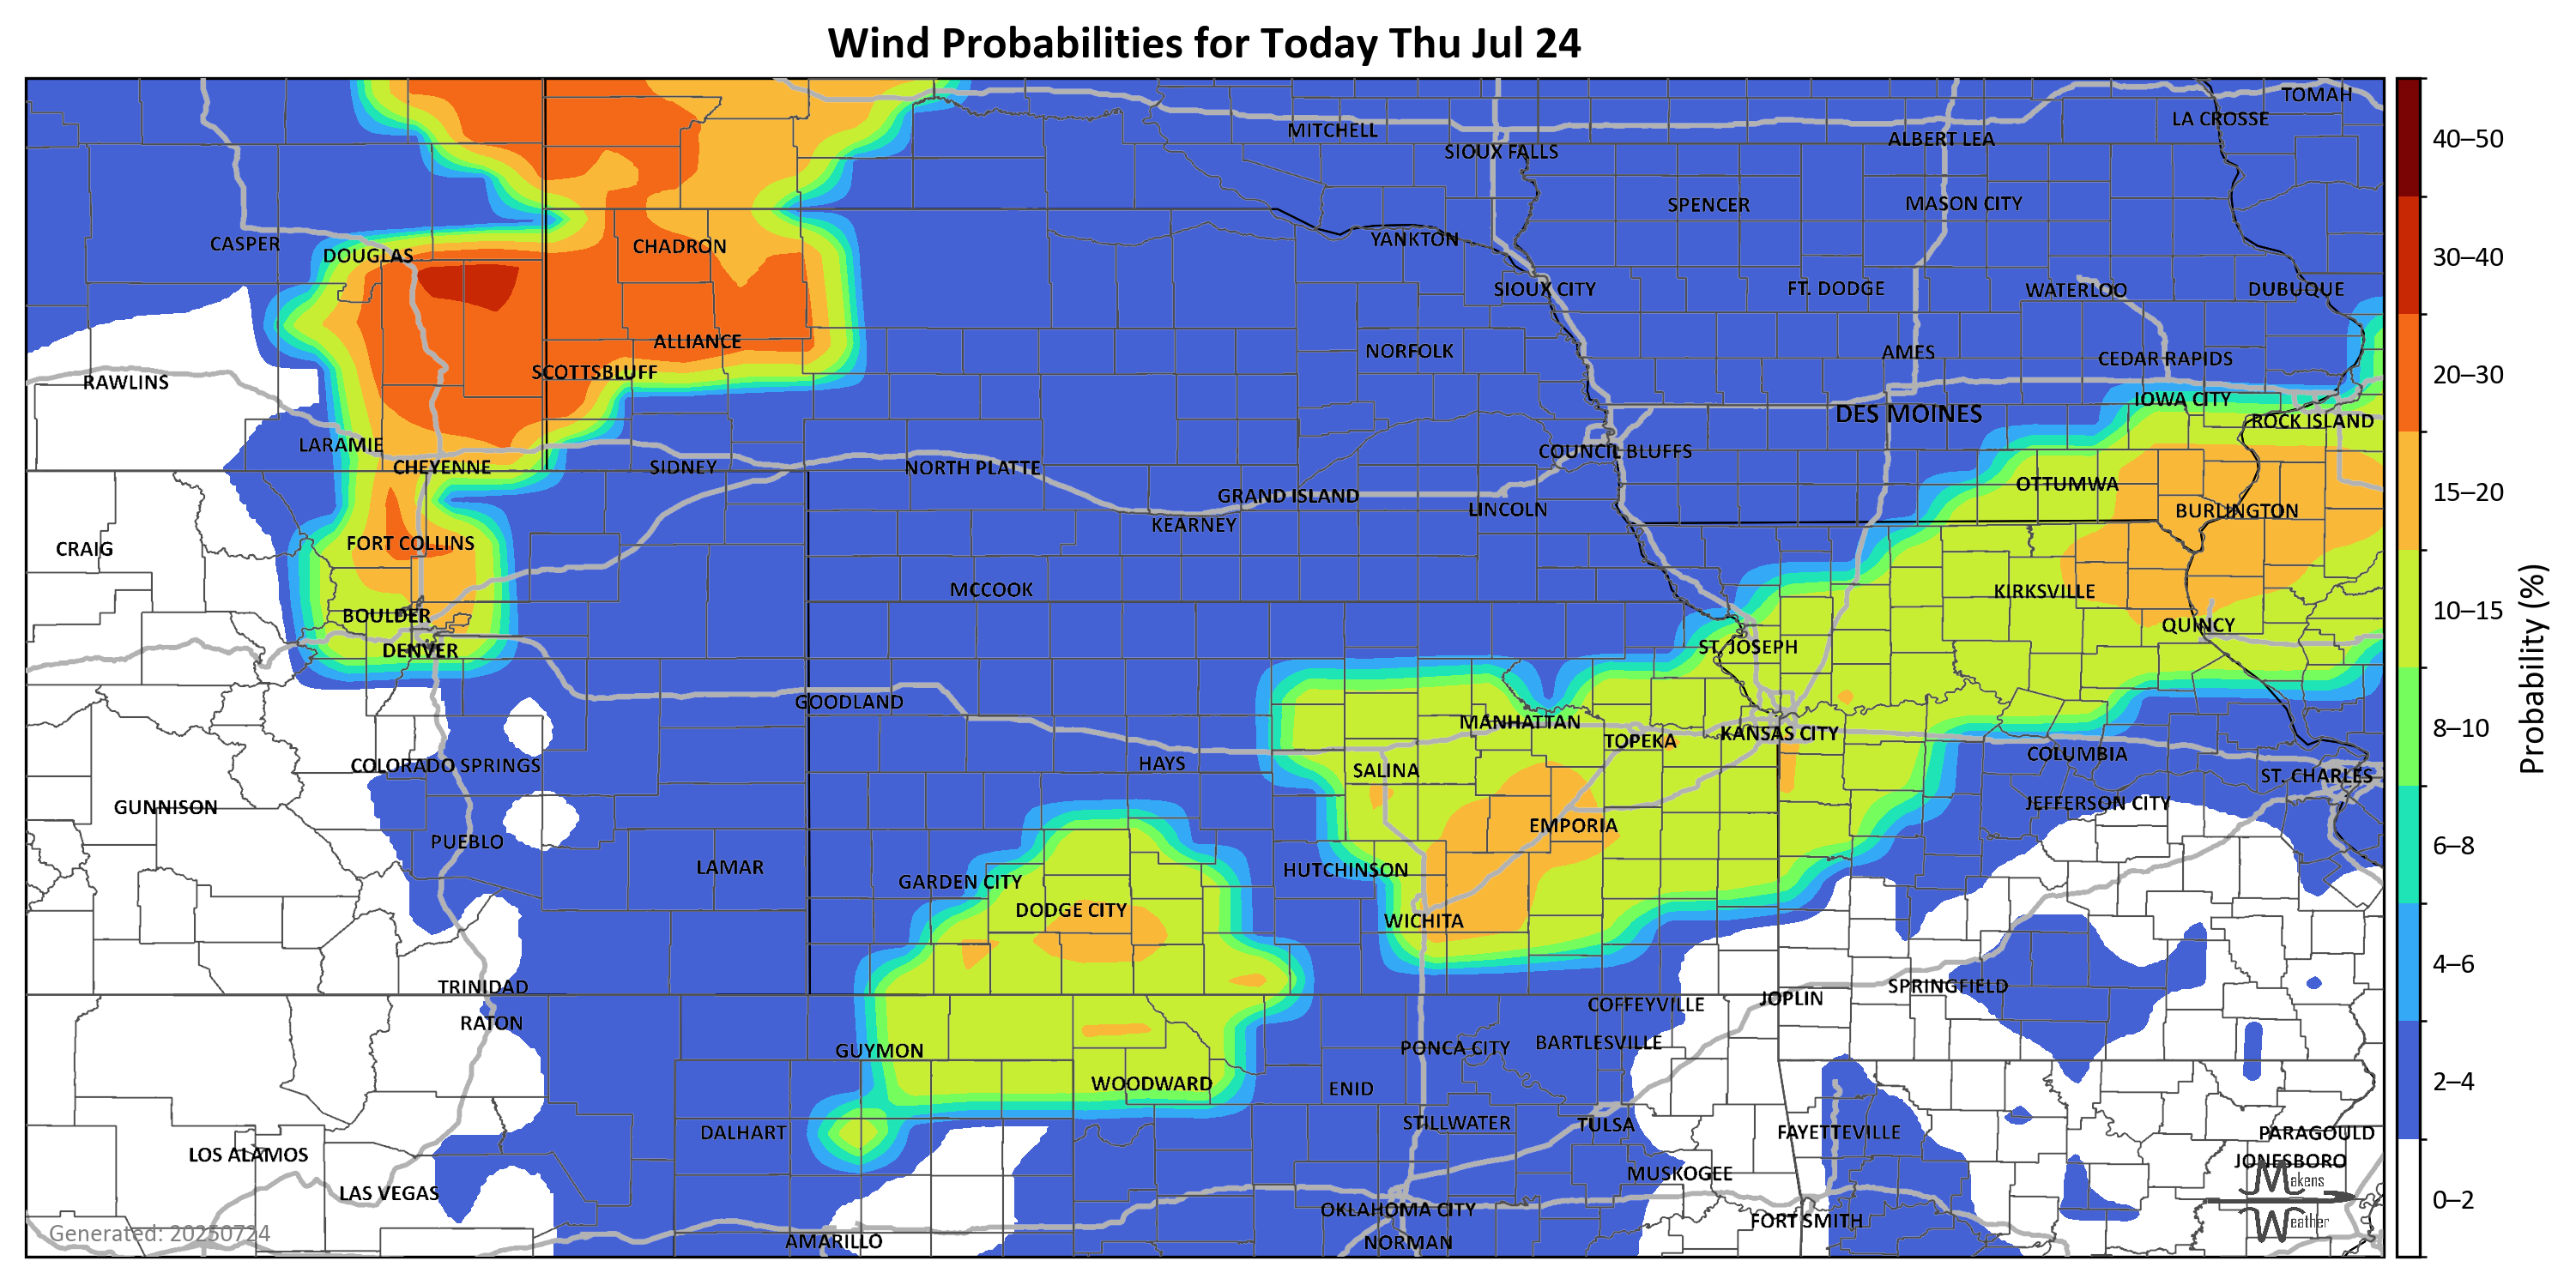 Wind Probabilities for Today Thu Jul 24
TOMAH
LA CROSSE
MITCHELL
ALBERT LEA
SIOUX FALLS
SPENCER
MASON CITY
CASPER
DOUGLAS
CHADRON
YANKTON
SIOUX CITY
FT. DODGE
WATERLOO
DUBUQUE
ALLIANCE
NORFOLK
AMES
CEDAR RAPIDS
RAWLINS
SCOTTSBLUFF
IOWA CITY
DES MOINES
ROCK ISLAND
LARAMIE
CHEYENNE
SIDNEY
NORTH PLATTE
COUNCIL BLUFFS
OTTUMWA
GRAND ISLAND
LINCOLN
BURLINGTON
KEARNEY
CRAIG
FORT COLLINS
MCCOOK
KIRKSVILLE
BOULDER
QUINCY
DENVER
ST. JOSEPH
GOODLAND
MANHATTAN
TOPEKA
KANSAS CITY
COLUMBIA
COLORADO SPRINGS
HAYS
SALINA
ST. CHARLES
GUNNISON
JEFFERSON CITY
PUEBLO
EMPORIA
LAMAR
HUTCHINSON
GARDEN CITY
DODGE CITY
WICHITA
TRINIDAD
SPRINGFIELD
COFFEYVILLE
JOPLIN
RATON
GUYMON
PONCA CITY
BARTLESVILLE
WOODWARD
ENID
DALHART
STILLWATER
TULSA
FAYETTEVILLE
PARAGOULD
LOS ALAMOS
JONESBORO
MUSKOGEE
LAS VEGAS
OKLAHOMA CITY
FORT SMITH
AMARILLO
NORMAN
Generated: 20250724
Makens
Weather
40–50
30–40
20–30
15–20
10–15
8–10
6–8
4–6
2–4
0–2
Probability (%)